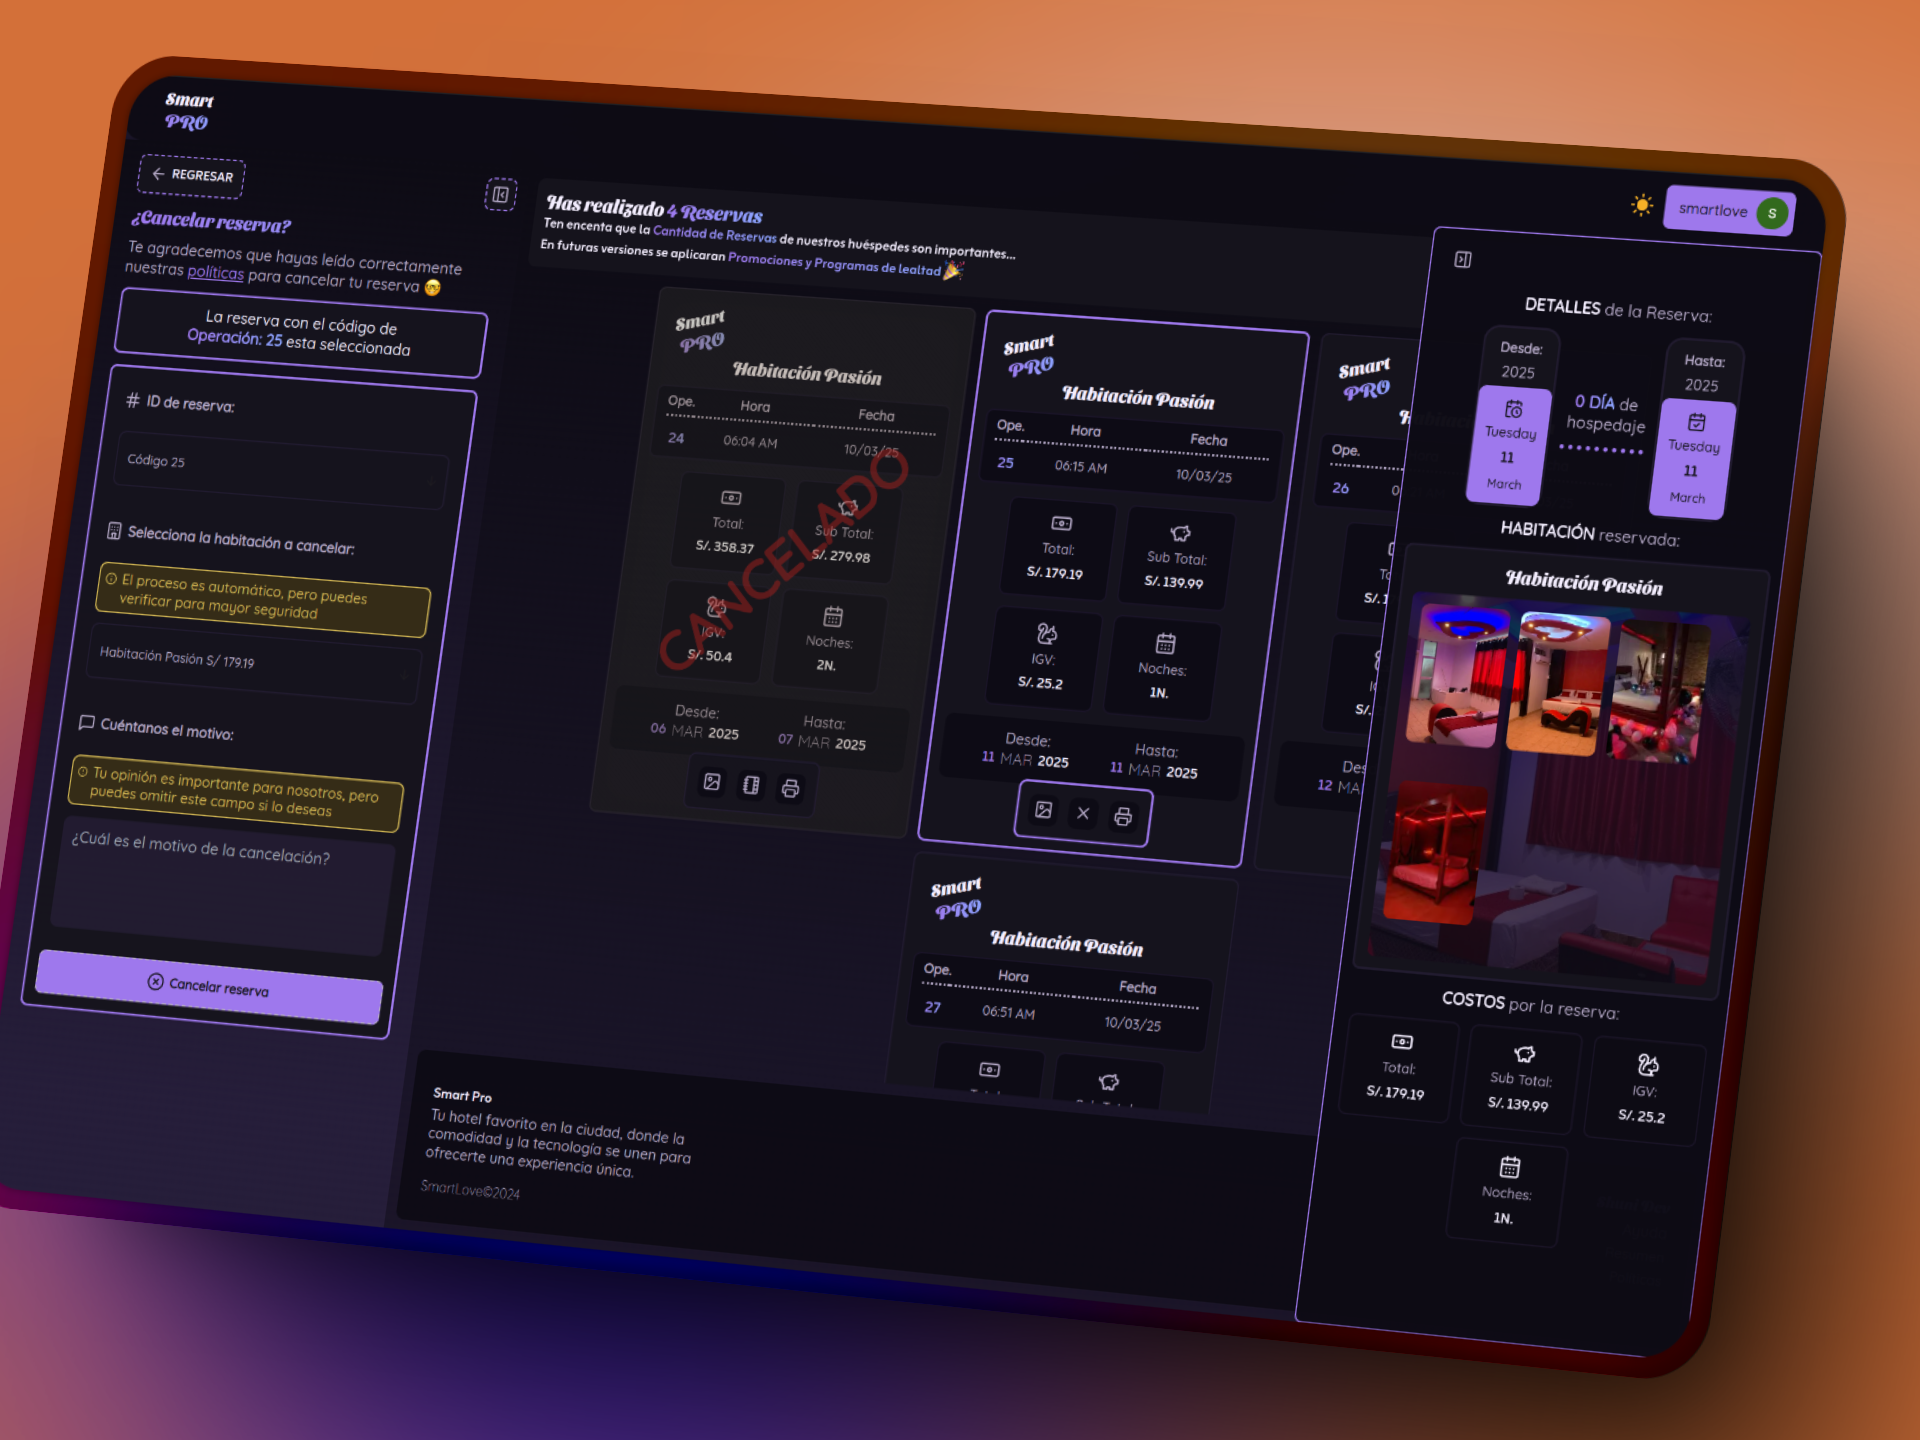 Smart
PRO
REGRESAR
¿Cancelar reserva?
Te agradecemos que hayas leído correctamente
nuestras políticas para cancelar tu reserva
La reserva con el código de
Operación: 25 esta seleccionada
ID de reserva:
Código 25
Selecciona la habitación a cancelar:
El proceso es automático, pero puedes
verificar para mayor seguridad
Habitación Pasión S/ 179.19
Cuéntanos el motivo:
Tu opinión es importante para nosotros, pero
puedes omitir este campo si lo deseas
¿Cuál es el motivo de la cancelación?
Cancelar reserva
Has realizado 4 Reservas
Ten encenta que la Cantidad de Reservas de nuestros huéspedes son importantes...
En futuras versiones se aplicaran Promociones y Programas de lealtad
Smart
PRO
Habitación Pasión
Ope. Hora Fecha
24 06:04 AM 10/03/25
Total: Sub Total:
S/. 358.37 S/. 279.98
IGV: Noches:
S/. 50.4 2N.
CANCELADO
Desde: Hasta:
06 MAR 2025 07 MAR 2025
Smart
PRO
Habitación Pasión
Ope. Hora Fecha
25 06:15 AM 10/03/25
Total: Sub Total:
S/. 179.19 S/. 139.99
IGV: Noches:
S/. 25.2 1N.
Desde: Hasta:
11 MAR 2025 11 MAR 2025
Smart
PRO
Ope.
26
12
Smart
PRO
Habitación Pasión
Ope. Hora Fecha
27 06:51 AM 10/03/25
Smart Pro
Tu hotel favorito en la ciudad, donde la
comodidad y la tecnología se unen para
ofrecerte una experiencia única.
SmartLove©2024
smartlove S
DETALLES de la Reserva:
Desde:
2025
Tuesday
11
March
0 DÍA de
hospedaje
Hasta:
2025
Tuesday
11
March
HABITACIÓN reservada:
Habitación Pasión
COSTOS por la reserva:
Total: Sub Total: IGV:
S/. 179.19 S/. 139.99 S/. 25.2
Noches:
1N.